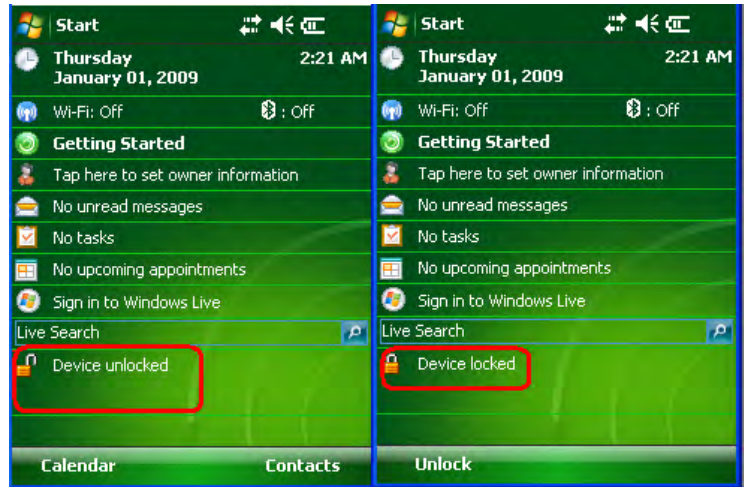 Start
Thursday 2:21 AM
January 01, 2009
Wi-Fi: Off : Off
Getting Started
Tap here to set owner information
No unread messages
No tasks
No upcoming appointments
Sign in to Windows Live
Live Search
Device unlocked
Calendar Contacts
Start
Thursday 2:21 AM
January 01, 2009
Wi-Fi: Off : Off
Getting Started
Tap here to set owner information
No unread messages
No tasks
No upcoming appointments
Sign in to Windows Live
Live Search
Device locked
Unlock